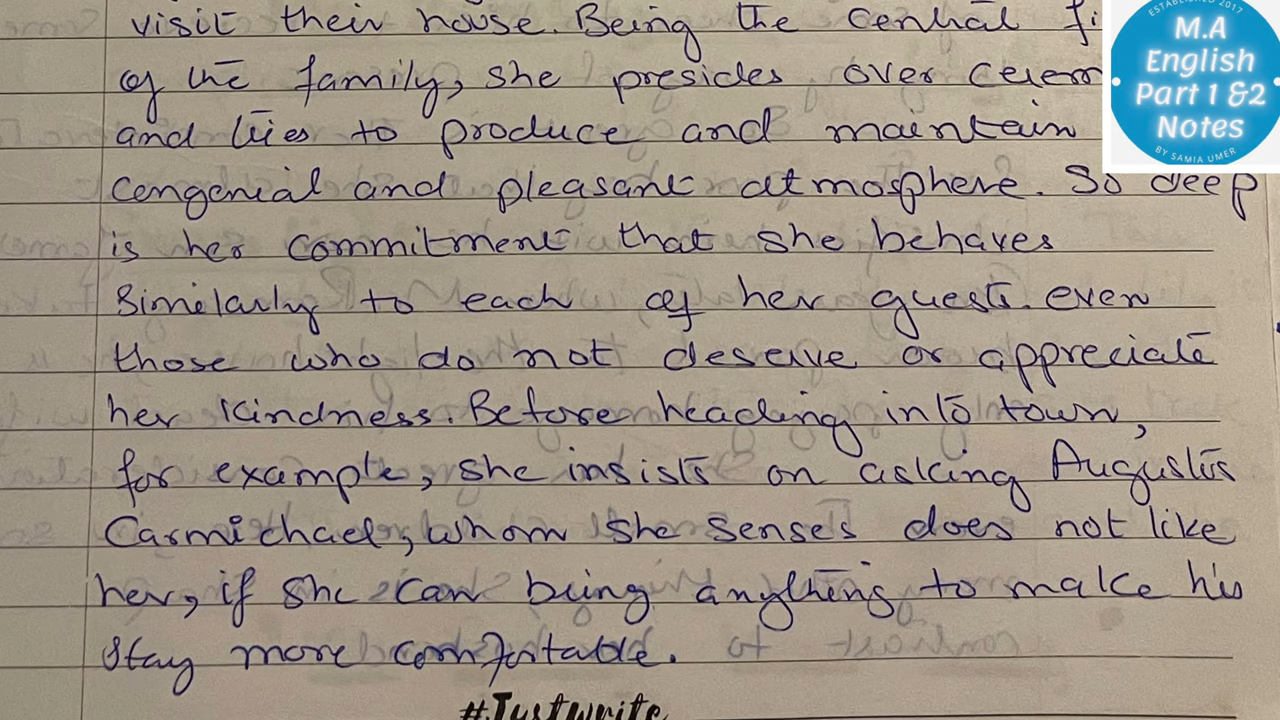 visit their house. Being the central fi
of the family, she presides over cerem
and tries to produce and maintain
congenial and pleasant atmosphere. So deep
is her commitment that she behaves
Similarly to each of her guests. even
those who do not deserve or appreciate
her kindness. Before heading into town,
for example, she insists on asking Augustus
Carmichael, whom she senses does not like
her, if she can bring anything to make his
stay more comfortable.
#Justwrite
ESTABLISHED 2017
M.A
English
Part 1 &2
Notes
BY SAMIA UMER